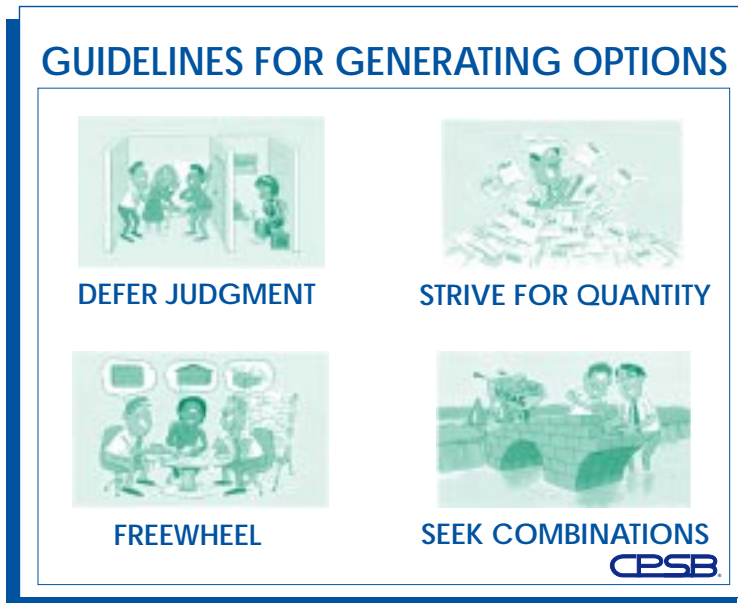 GUIDELINES FOR GENERATING OPTIONS
DEFER JUDGMENT
STRIVE FOR QUANTITY
FREEWHEEL
SEEK COMBINATIONS
CPSB.